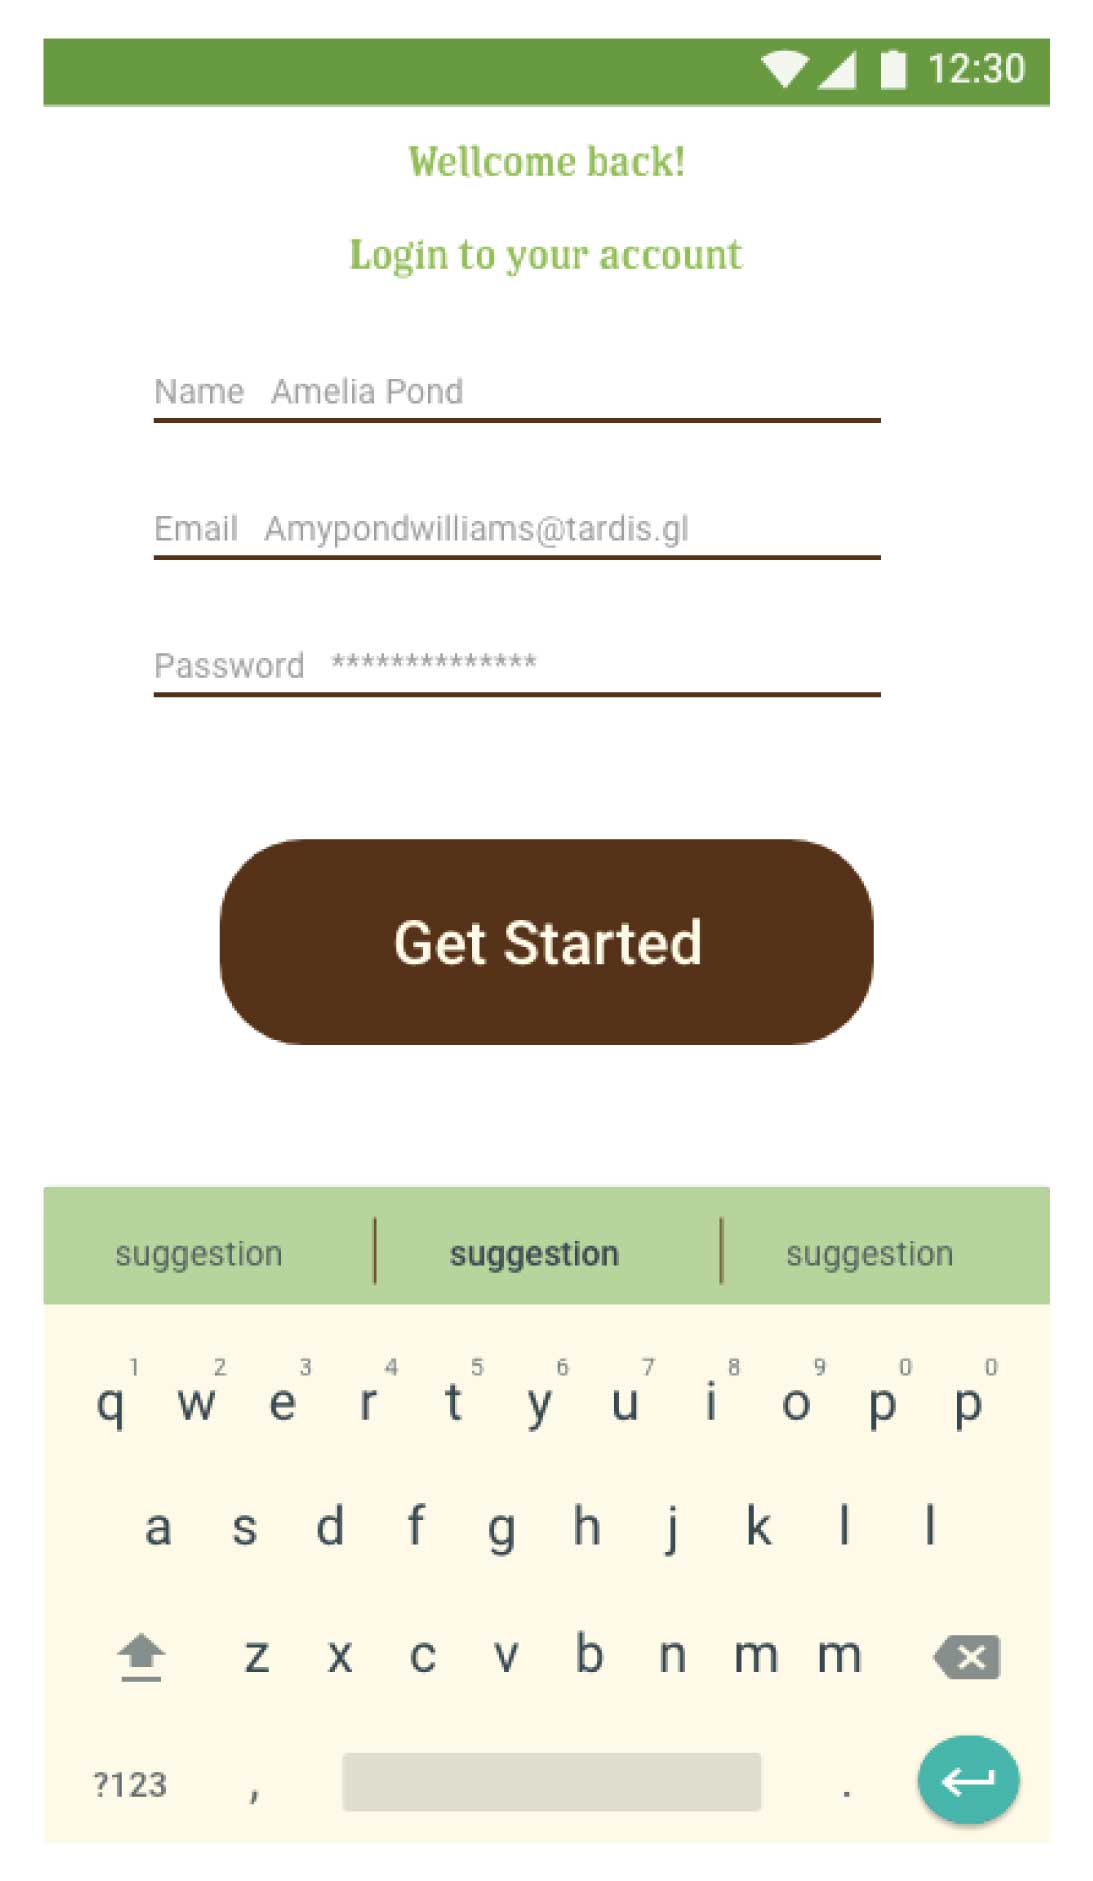 12:30
Wellcome back!
Login to your account
Name Amelia Pond
Email Amypondwilliams@tardis.gl
Password **************
Get Started
suggestion suggestion suggestion
1 2 3 4 5 6 7 8 9 0 0
q w e r t y u i o p p
a s d f g h j k l l
z x c v b n m m
?123 , .